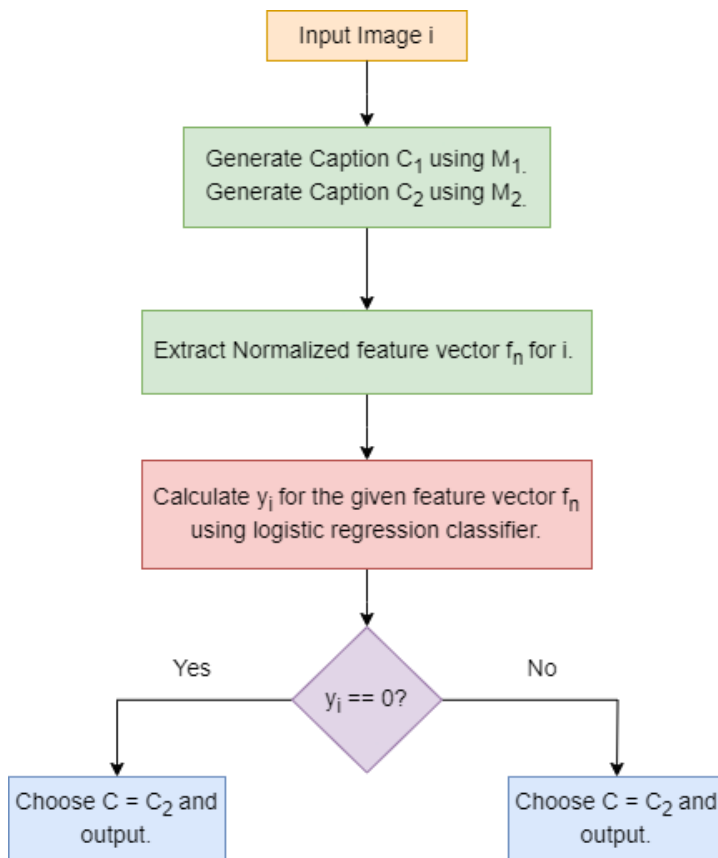 Input Image i
Generate Caption C₁ using M₁.
Generate Caption C₂ using M₂.
Extract Normalized feature vector fₙ for i.
Calculate yᵢ for the given feature vector fₙ
using logistic regression classifier.
Yes
No
yᵢ == 0?
Choose C = C₂ and
output.
Choose C = C₂ and
output.